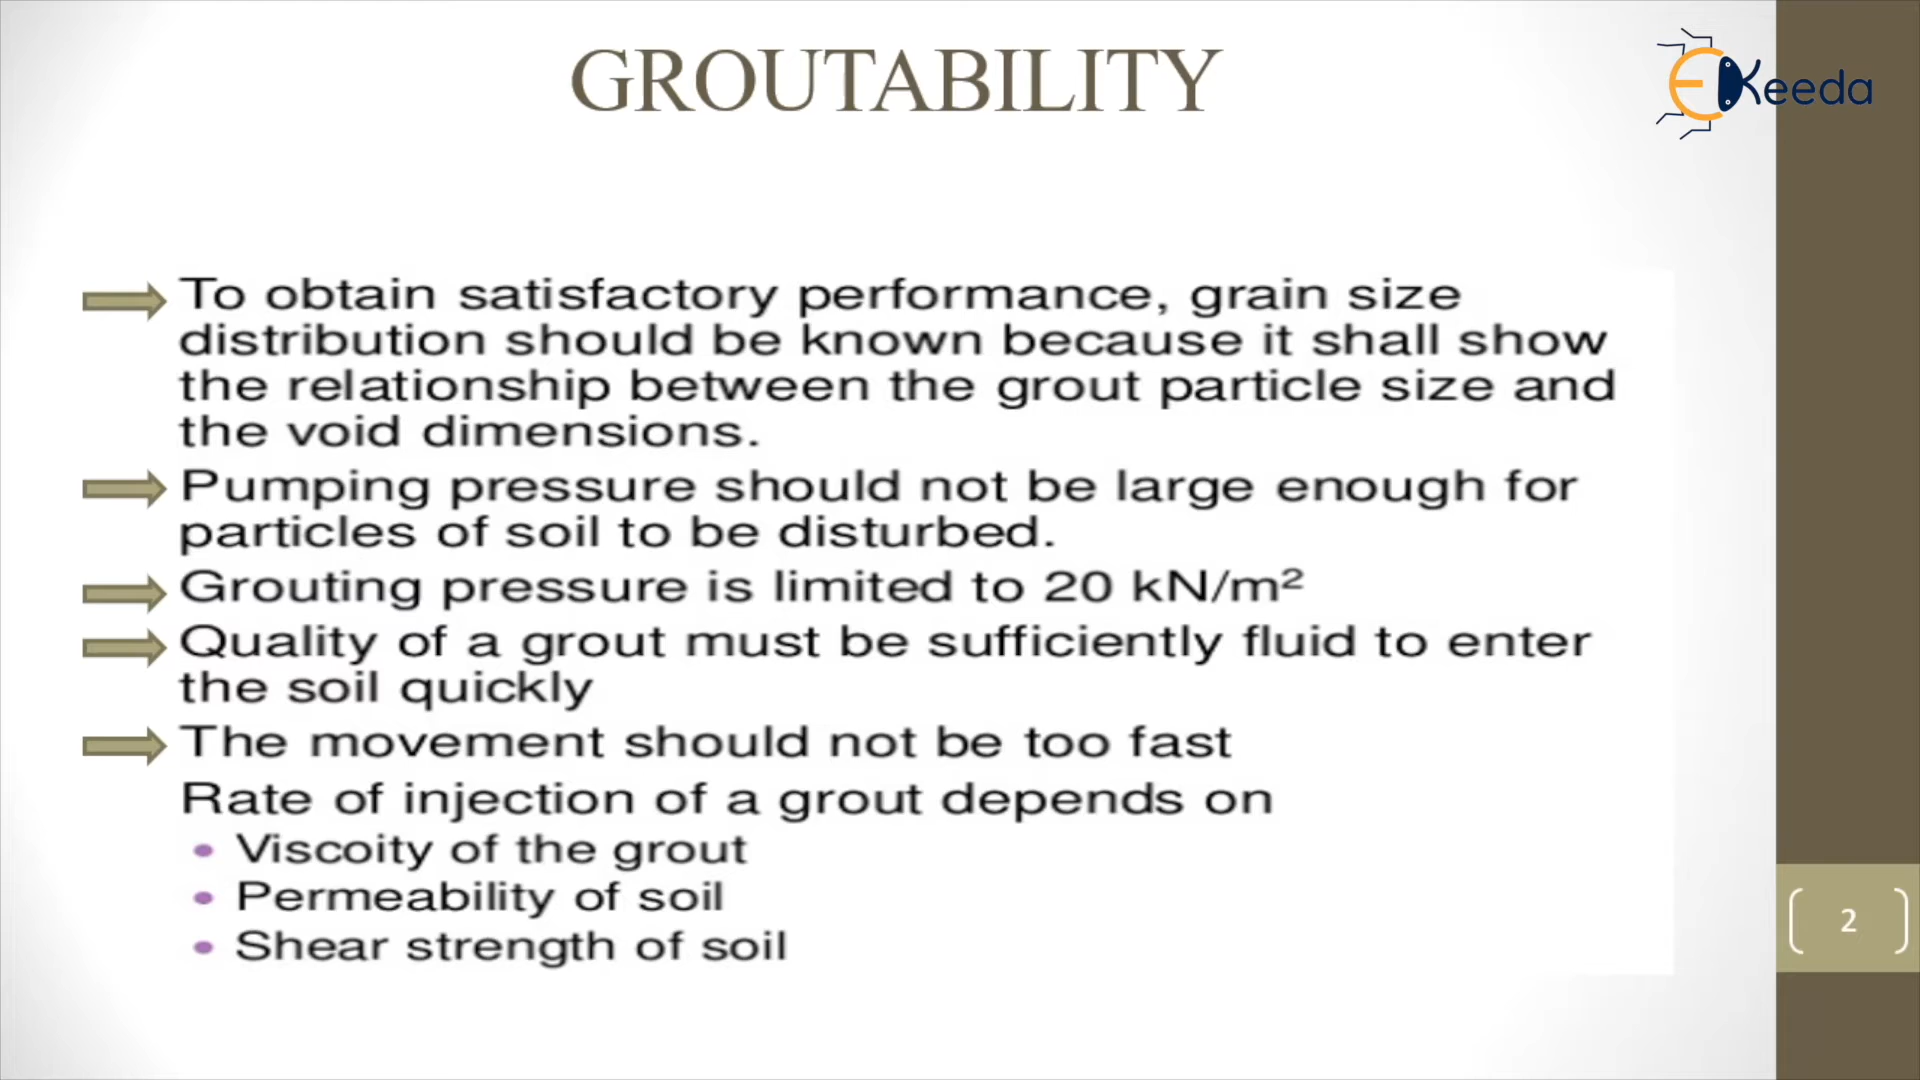 GROUTABILITY
EKeeda
To obtain satisfactory performance, grain size
distribution should be known because it shall show
the relationship between the grout particle size and
the void dimensions.
Pumping pressure should not be large enough for
particles of soil to be disturbed.
Grouting pressure is limited to 20 kN/m²
Quality of a grout must be sufficiently fluid to enter
the soil quickly
The movement should not be too fast
Rate of injection of a grout depends on
• Viscoity of the grout
• Permeability of soil
• Shear strength of soil
2